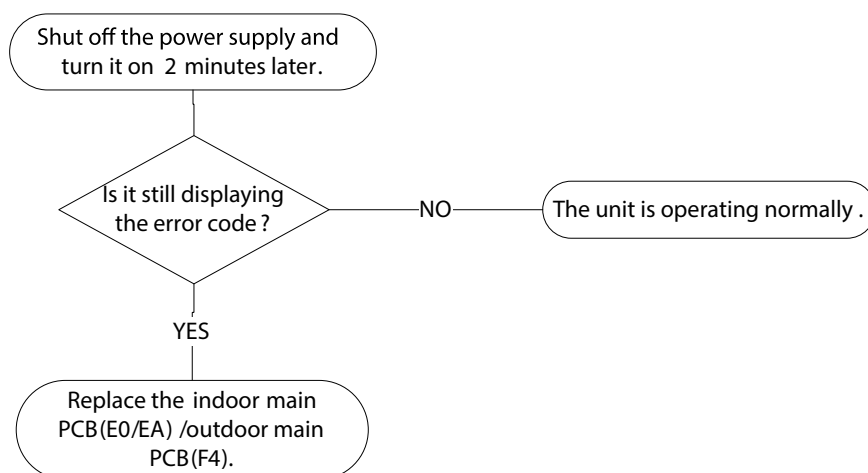 Shut off the power supply and
turn it on 2 minutes later.
Is it still displaying
the error code?
NO
The unit is operating normally.
YES
Replace the indoor main
PCB(E0/EA) /outdoor main
PCB(F4).